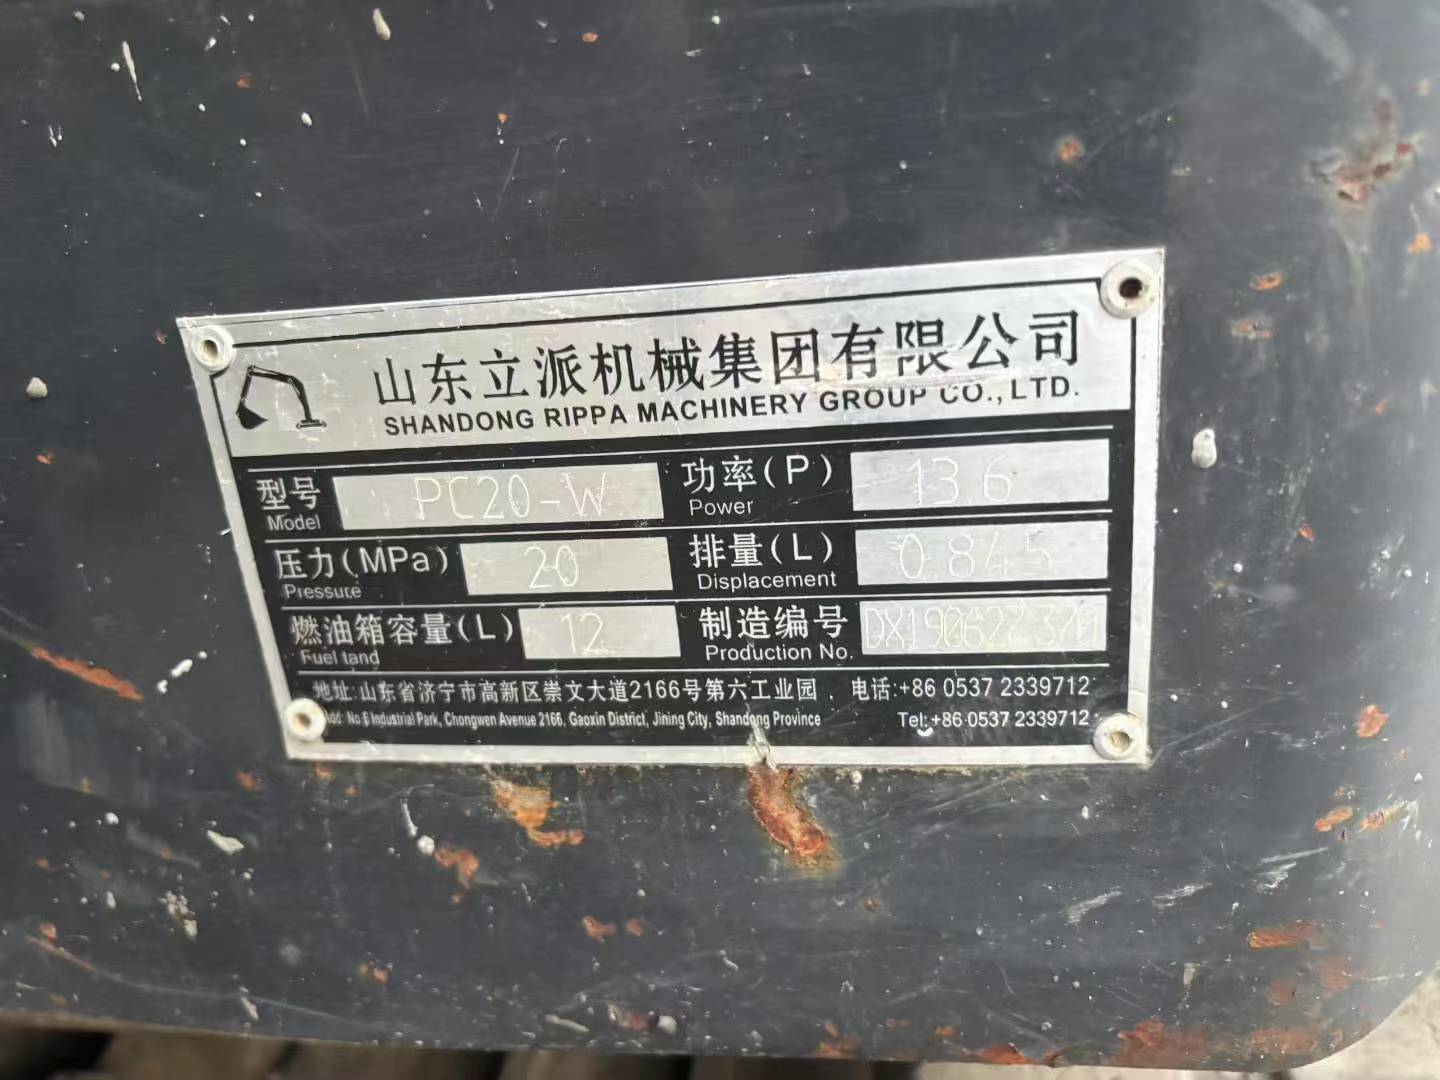 山东立派机械集团有限公司
SHANDONG RIPPA MACHINERY GROUP CO., LTD.
型号 PC20-W 功率(P) 13.6
Model Power
压力(MPa) 20 排量(L) 0.845
Pressure Displacement
燃油箱容量(L) 12 制造编号
Fuel tand Production No.
地址:山东省济宁市高新区崇文大道2166号第六工业园 . 电话:+86 0537 2339712
Add: No.6 Industrial Park, Chongwen Avenue 2166, Gaoxin District, Jining City, Shandong Province Tel:+86 0537 2339712